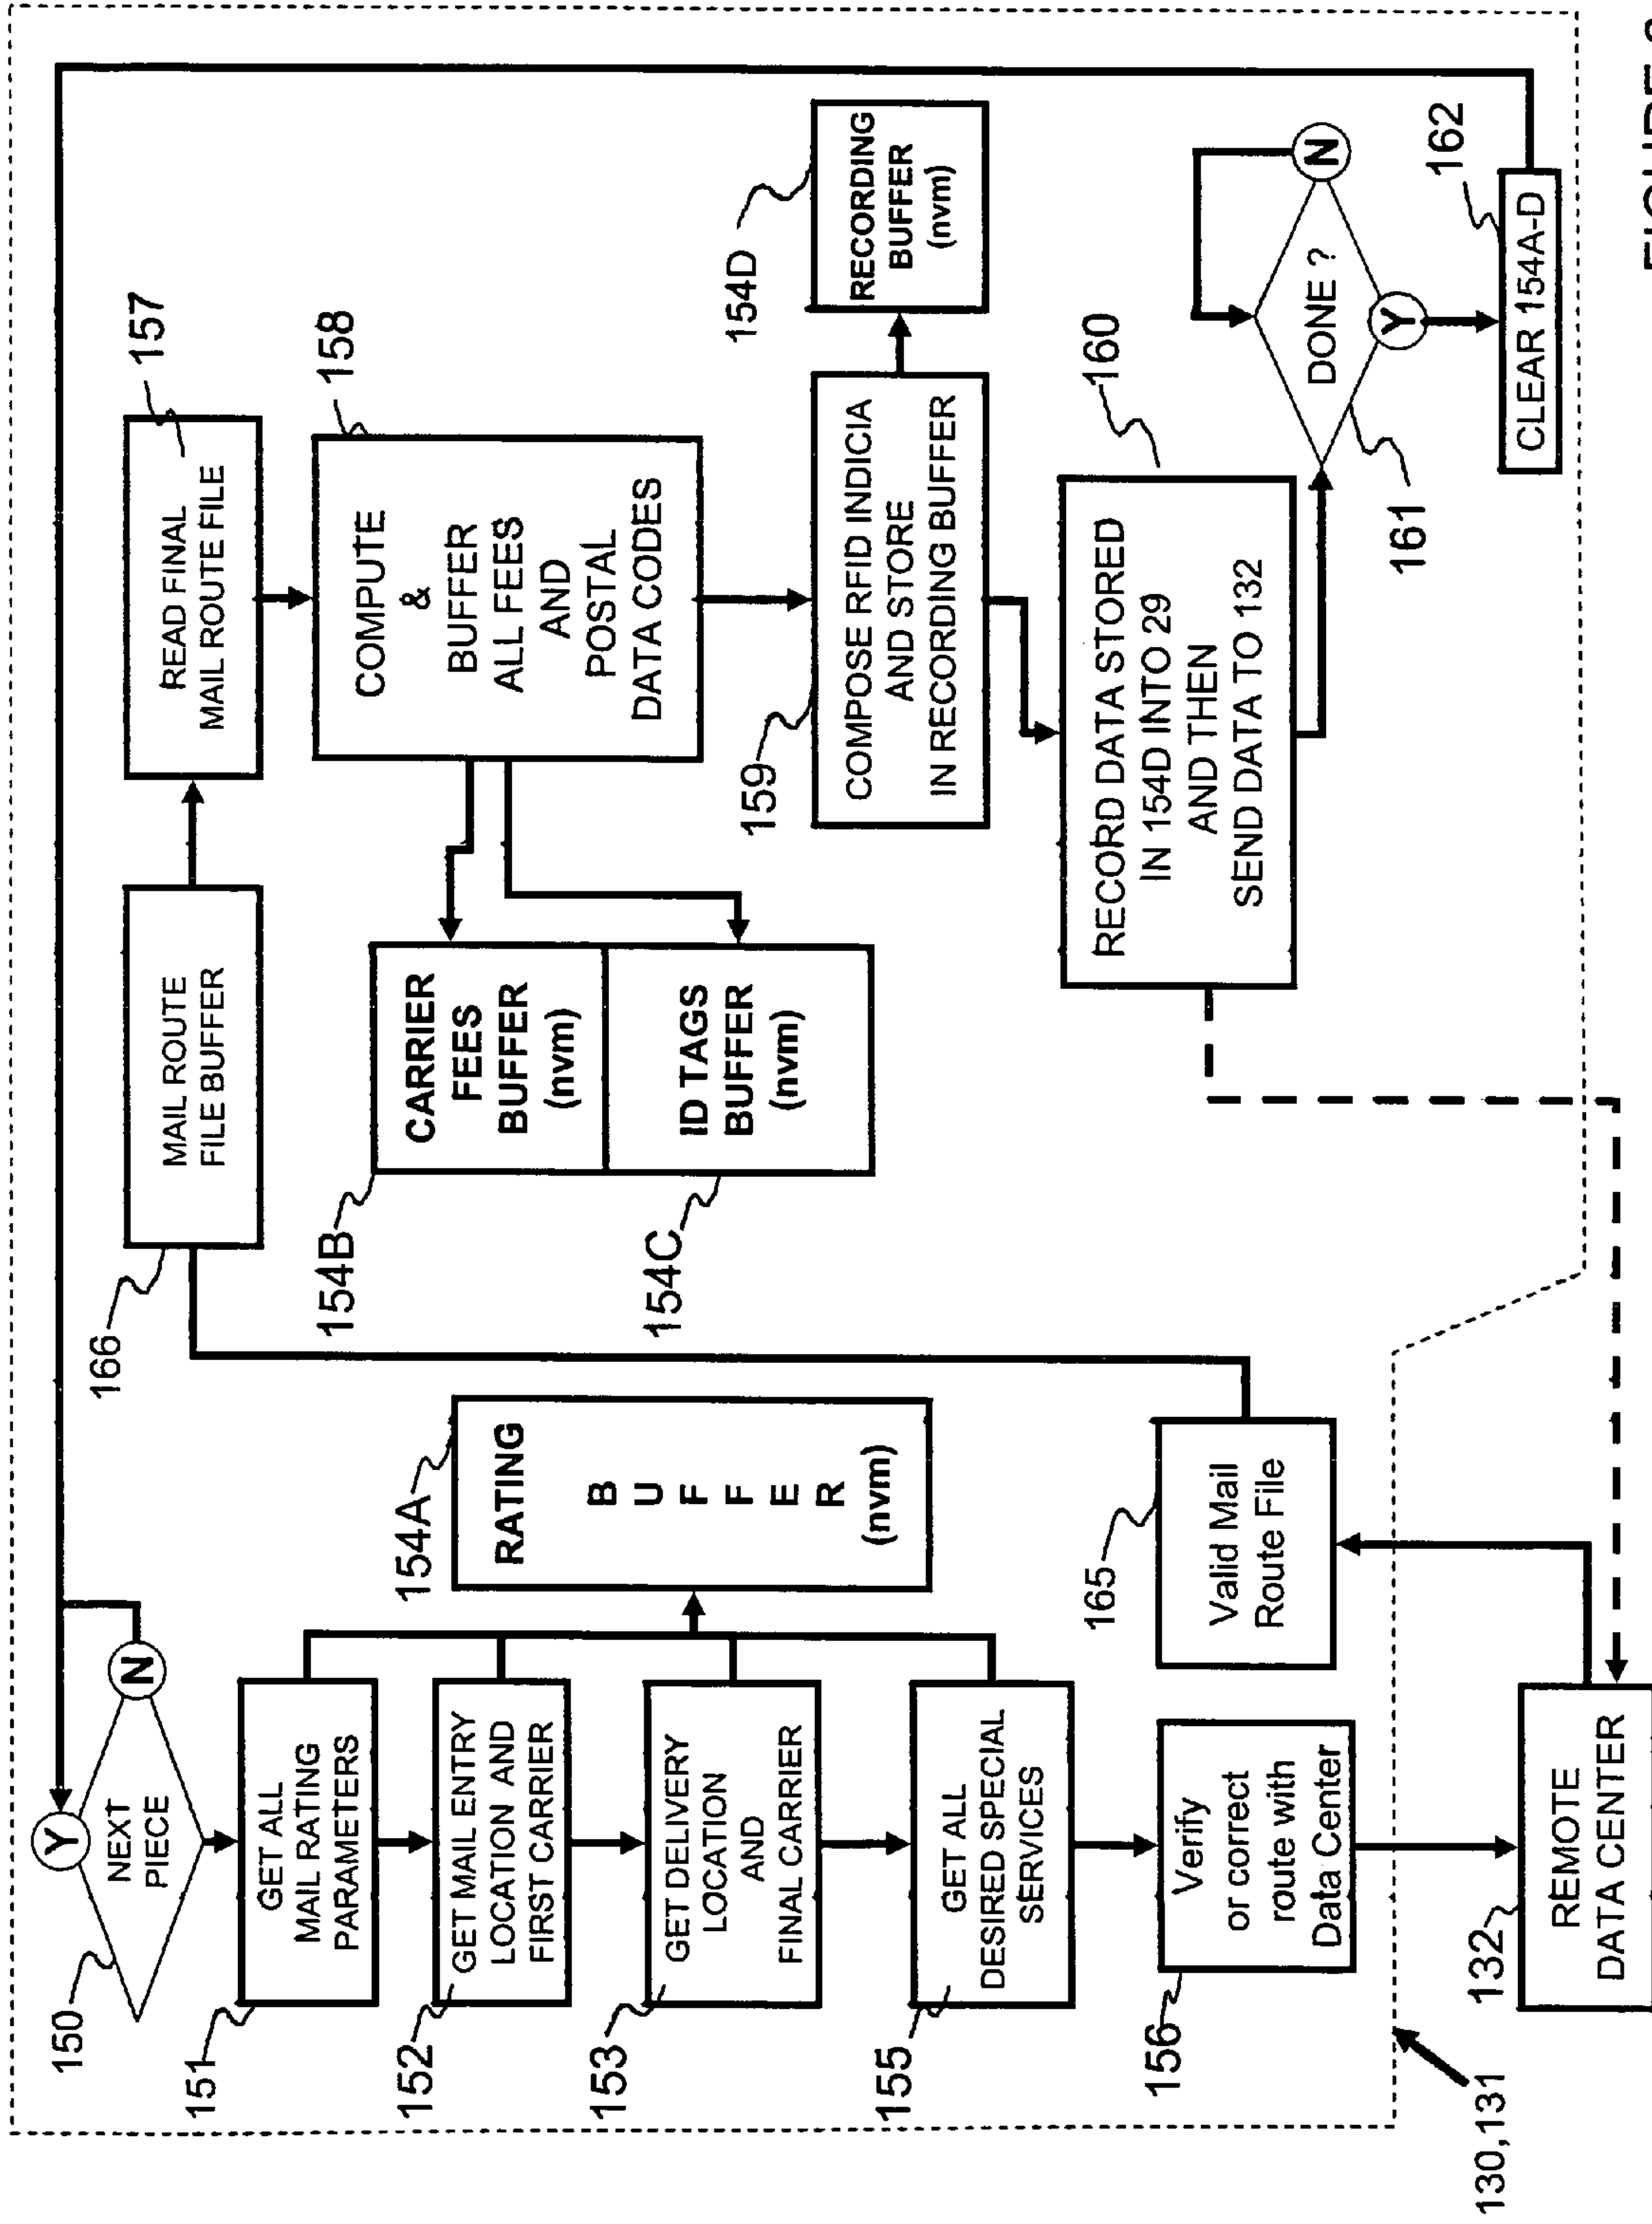 150
Y
NEXT
PIECE
N
151
GET ALL
MAIL RATING
PARAMETERS
152
GET MAIL ENTRY
LOCATION AND
FIRST CARRIER
153
GET DELIVERY
LOCATION
AND
FINAL CARRIER
155
GET ALL
DESIRED SPECIAL
SERVICES
156
Verify
or correct
route with
Data Center
130,131
132
REMOTE
DATA CENTER
154A
RATING
B
U
F
F
E
R
(nvm)
165
Valid Mail
Route File
166
MAIL ROUTE
FILE BUFFER
157
READ FINAL
MAIL ROUTE FILE
158
COMPUTE
&
BUFFER
ALL FEES
AND
POSTAL
DATA CODES
154B
CARRIER
FEES
BUFFER
(nvm)
154C
ID TAGS
BUFFER
(nvm)
159
COMPOSE RFID INDICIA
AND STORE
IN RECORDING BUFFER
154D
RECORDING
BUFFER
(nvm)
160
RECORD DATA STORED
IN 154D INTO 29
AND THEN
SEND DATA TO 132
161
DONE ?
N
Y
162
CLEAR 154A-D